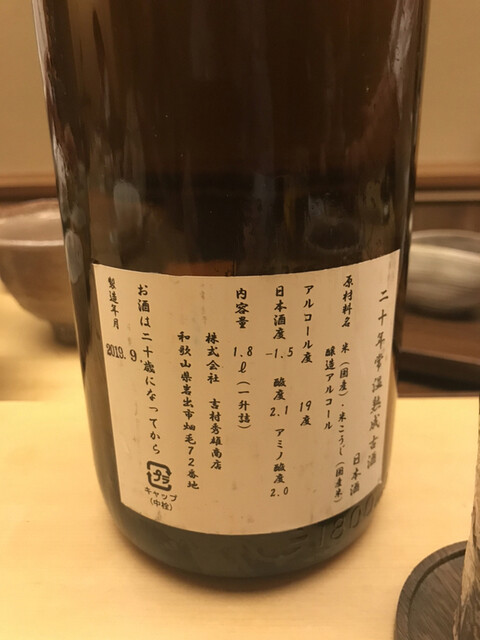 二十年常温熟成古酒
日本酒
原材料名 米(国産)・米こうじ(国産米)
醸造アルコール
アルコール度 19度
日本酒度 -1.5 酸度 2.1 アミノ酸度 2.0
内容量 1.8ℓ(一升詰)
株式会社 吉村秀雄商店
和歌山県岩出市畑毛72番地
お酒は二十歳になってから
製造年月 2019.9
プラ
キャップ
(中栓)